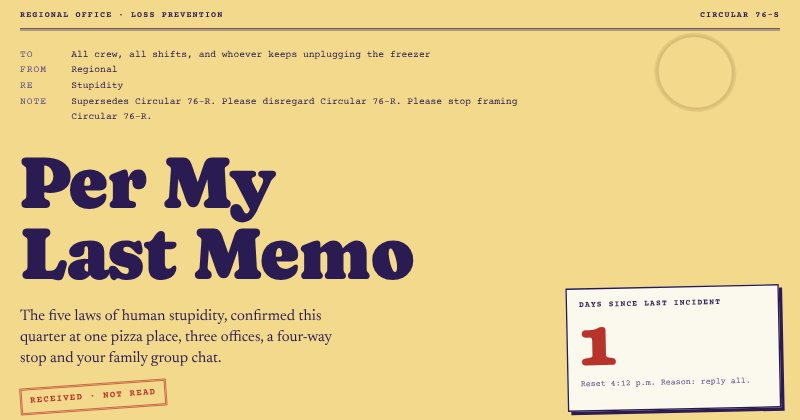 REGIONAL OFFICE · LOSS PREVENTION
CIRCULAR 76-S
TO All crew, all shifts, and whoever keeps unplugging the freezer
FROM Regional
RE Stupidity
NOTE Supersedes Circular 76-R. Please disregard Circular 76-R. Please stop framing
Circular 76-R.
Per My
Last Memo
The five laws of human stupidity, confirmed this
quarter at one pizza place, three offices, a four-way
stop and your family group chat.
RECEIVED · NOT READ
DAYS SINCE LAST INCIDENT
1
Reset 4:12 p.m. Reason: reply all.